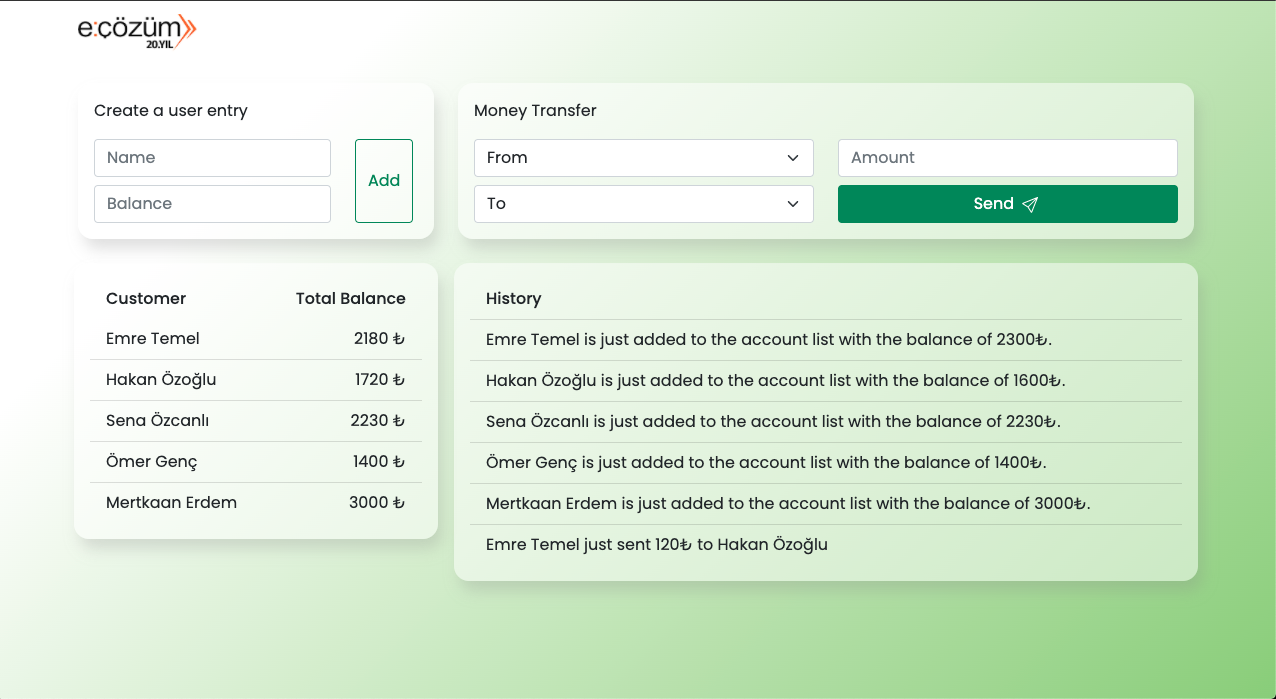 e:çözüm
20.YIL
Create a user entry
Name
Balance
Add
Money Transfer
From
To
Amount
Send
Customer Total Balance
Emre Temel 2180 ₺
Hakan Özoğlu 1720 ₺
Sena Özcanlı 2230 ₺
Ömer Genç 1400 ₺
Mertkaan Erdem 3000 ₺
History
Emre Temel is just added to the account list with the balance of 2300₺.
Hakan Özoğlu is just added to the account list with the balance of 1600₺.
Sena Özcanlı is just added to the account list with the balance of 2230₺.
Ömer Genç is just added to the account list with the balance of 1400₺.
Mertkaan Erdem is just added to the account list with the balance of 3000₺.
Emre Temel just sent 120₺ to Hakan Özoğlu